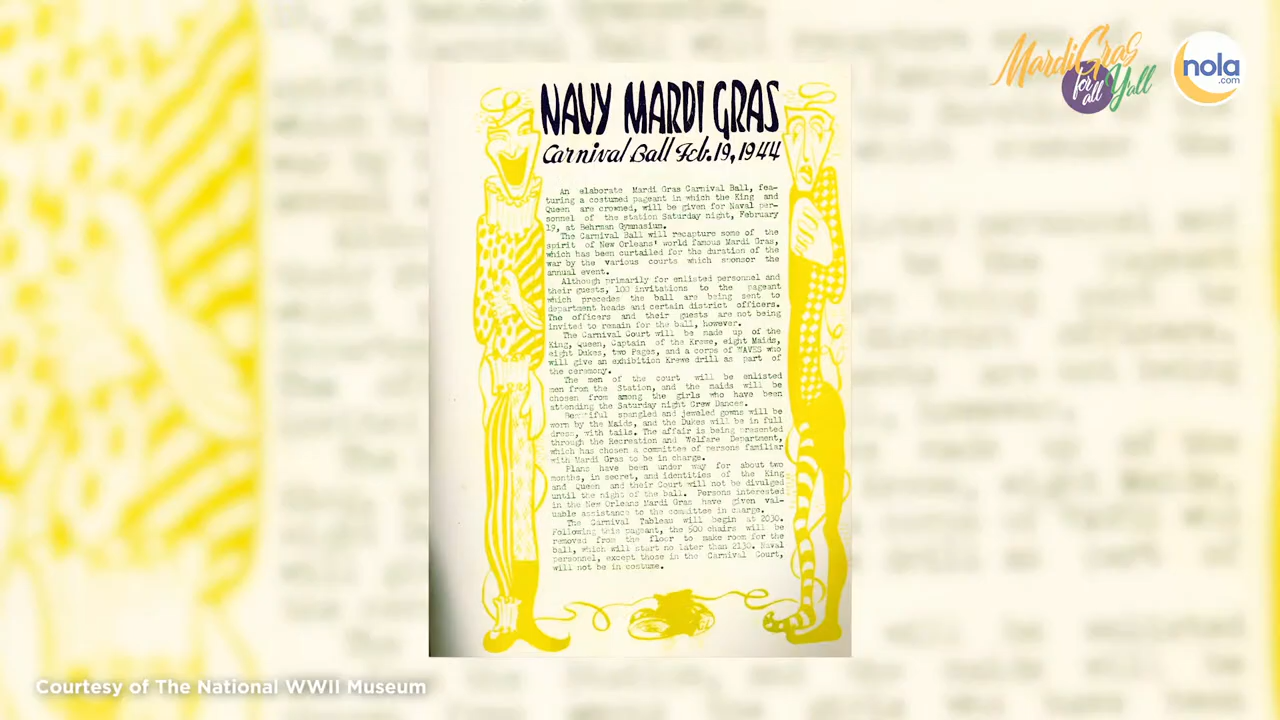 Mardi Gras
for
all
Y'all
nola
.com
NAVY MARDI GRAS
Carnival Ball Feb. 19, 1944
An elaborate Mardi Gras Carnival Ball, fea-
turing a costumed pageant in which the King and
Queen are crowned, will be given for Naval per-
sonnel of the station Saturday night, February
19, at Behrman Gymnasium.
The Carnival Ball will recapture some of the
spirit of New Orleans' world famous Mardi Gras,
which has been curtailed for the duration of the
war by the various courts which sponsor the
annual event.
Although primarily for enlisted personnel and
their guests, 100 invitations to the pageant
which precedes the ball are being sent to
department heads and certain district officers.
The officers and their guests are not being
invited to remain for the ball, however.
The Carnival Court will be made up of the
King, Queen, Captain of the Krewe, eight Maids,
eight Dukes, two Pages, and a corps of WAVES who
will give an exhibition Krewe drill as part of
the ceremony.
The men of the court will be enlisted
men from the Station, and the maids will be
chosen from among the girls who have been
attending the Saturday night Crew Dances.
Beautiful spangled and jeweled gowns will be
worn by the Maids, and the Dukes will be in full
dress, with tails. The affair is being presented
through the Recreation and Welfare Department,
which has chosen a committee of persons familiar
with Mardi Gras to be in charge.
Plans have been under way for about two
months, in secret, and identities of the King
and Queen and their Court will not be divulged
until the night of the ball. Persons interested
in the New Orleans Mardi Gras have given val-
uable assistance to the committee in charge.
The Carnival Tableau will begin at 2030.
Following this pageant, the 500 chairs will be
removed from the floor to make room for the
ball, which will start no later than 2130. Naval
personnel, except those in the Carnival Court,
will not be in costume.
Courtesy of The National WWII Museum